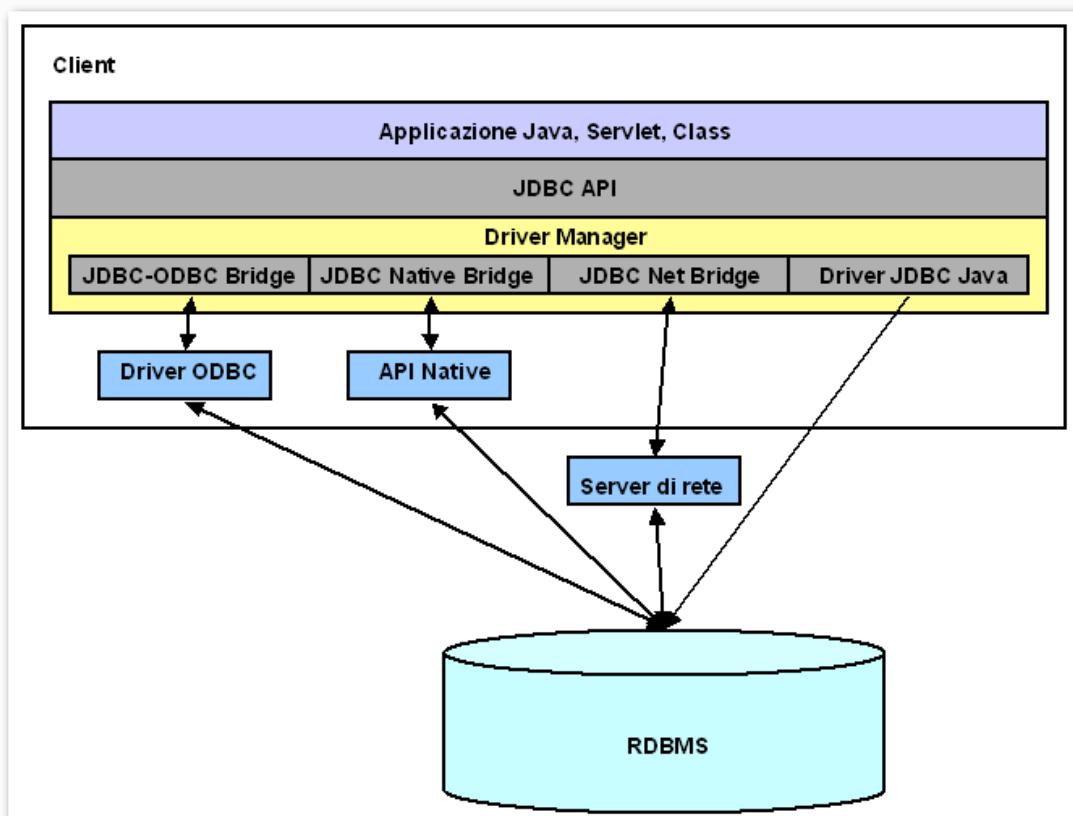 Client
Applicazione Java, Servlet, Class
JDBC API
Driver Manager
JDBC-ODBC Bridge
JDBC Native Bridge
JDBC Net Bridge
Driver JDBC Java
Driver ODBC
API Native
Server di rete
RDBMS